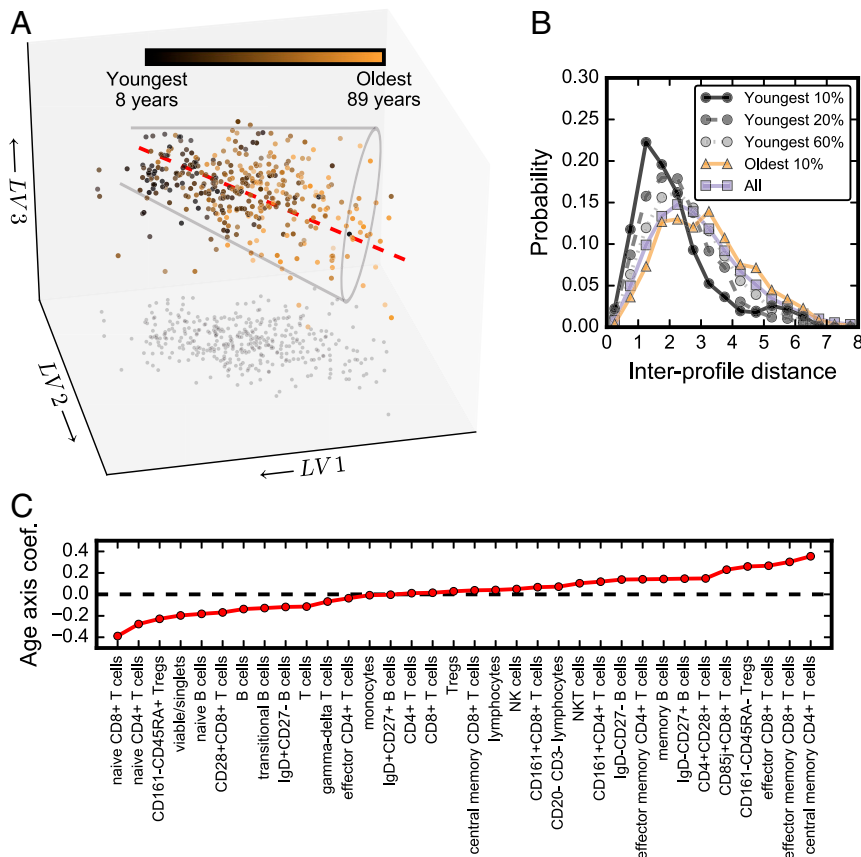 A
Youngest
8 years
Oldest
89 years
← LV 3
LV 2 →
← LV 1
B
Probability
0.30
0.25
0.20
0.15
0.10
0.05
0.00
Youngest 10%
Youngest 20%
Youngest 60%
Oldest 10%
All
0 1 2 3 4 5 6 7 8
Inter-profile distance
C
Age axis coef.
0.4
0.2
0.0
−0.2
−0.4
naive CD8+ T cells
naive CD4+ T cells
CD161-CD45RA+ Tregs
viable/singlets
naive B cells
CD28+CD8+ T cells
B cells
transitional B cells
IgD+CD27- B cells
T cells
gamma-delta T cells
effector CD4+ T cells
monocytes
IgD+CD27+ B cells
CD4+ T cells
CD8+ T cells
Tregs
central memory CD8+ T cells
lymphocytes
NK cells
CD161+CD8+ T cells
CD20- CD3- lymphocytes
NKT cells
CD161+CD4+ T cells
IgD-CD27- B cells
effector memory CD4+ T cells
memory B cells
IgD-CD27+ B cells
CD4+CD28+ T cells
CD85j+CD8+ T cells
CD161-CD45RA- Tregs
effector CD8+ T cells
effector memory CD8+ T cells
central memory CD4+ T cells